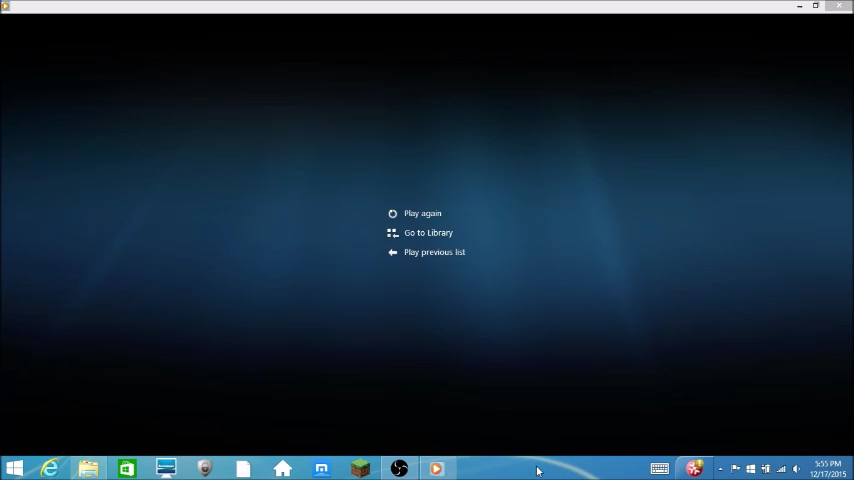 Play again
Go to Library
Play previous list
5:55 PM
12/17/2015